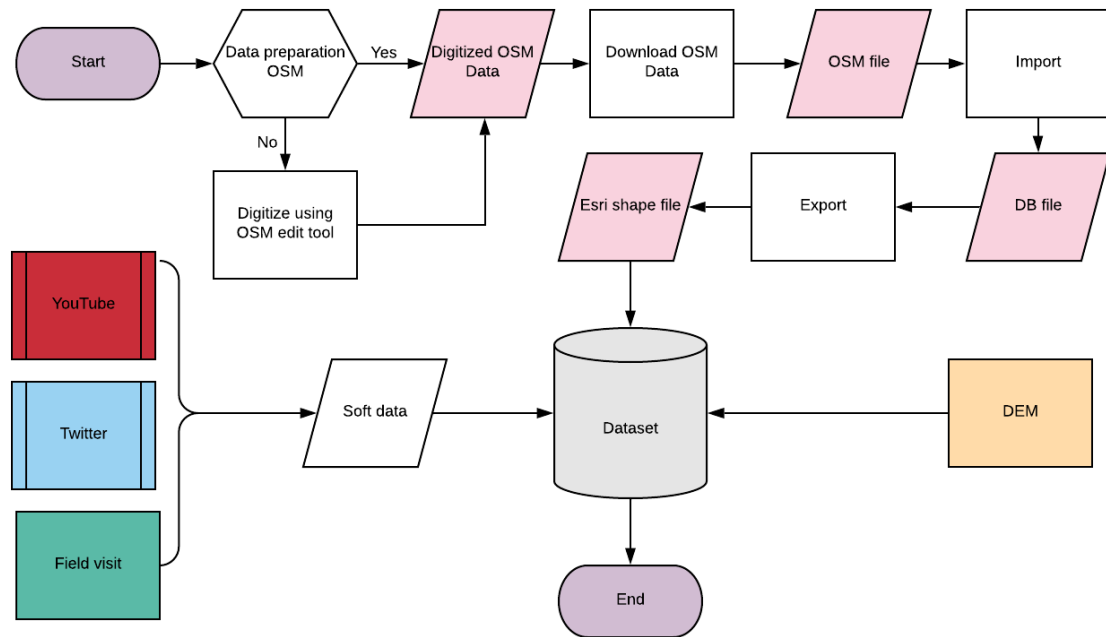 Start
Data preparation
OSM
Yes
Digitized OSM
Data
Download OSM
Data
OSM file
Import
No
Digitize using
OSM edit tool
Esri shape file
Export
DB file
YouTube
Twitter
Field visit
Soft data
Dataset
DEM
End